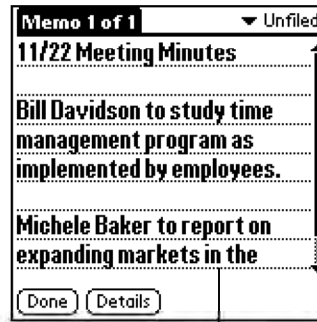 Memo 1 of 1 Unfiled
11/22 Meeting Minutes
Bill Davidson to study time
management program as
implemented by employees.
Michele Baker to report on
expanding markets in the
Done Details